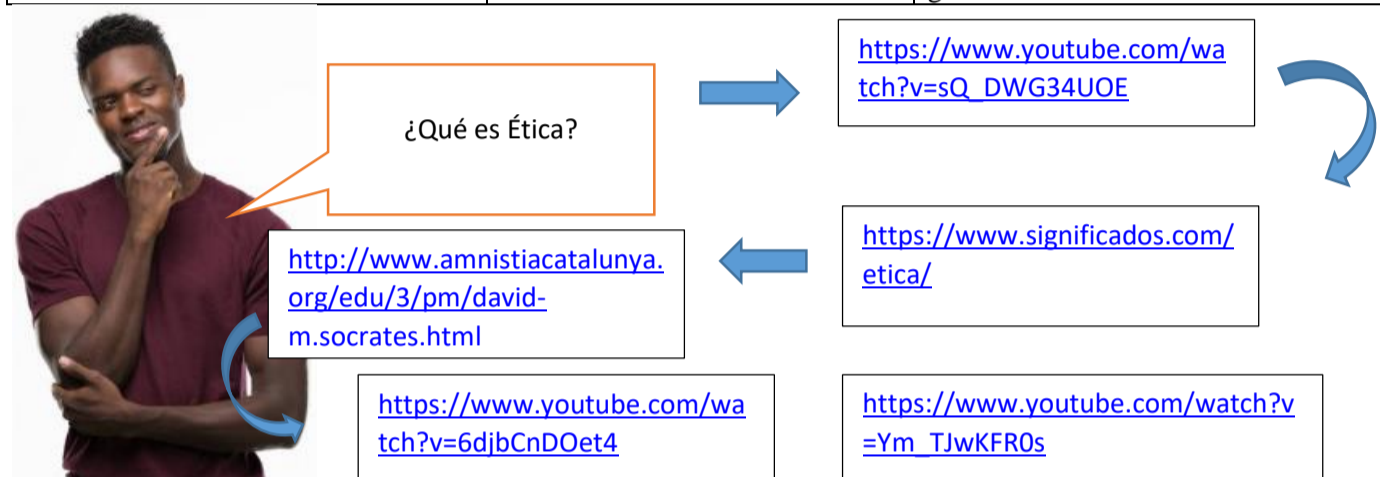 ¿Qué es Ética?
https://www.youtube.com/wa
tch?v=sQ_DWG34UOE
https://www.significados.com/
etica/
http://www.amnistiacatalunya.
org/edu/3/pm/david-
m.socrates.html
https://www.youtube.com/wa
tch?v=6djbCnDOet4
https://www.youtube.com/watch?v
=Ym_TJwKFR0s